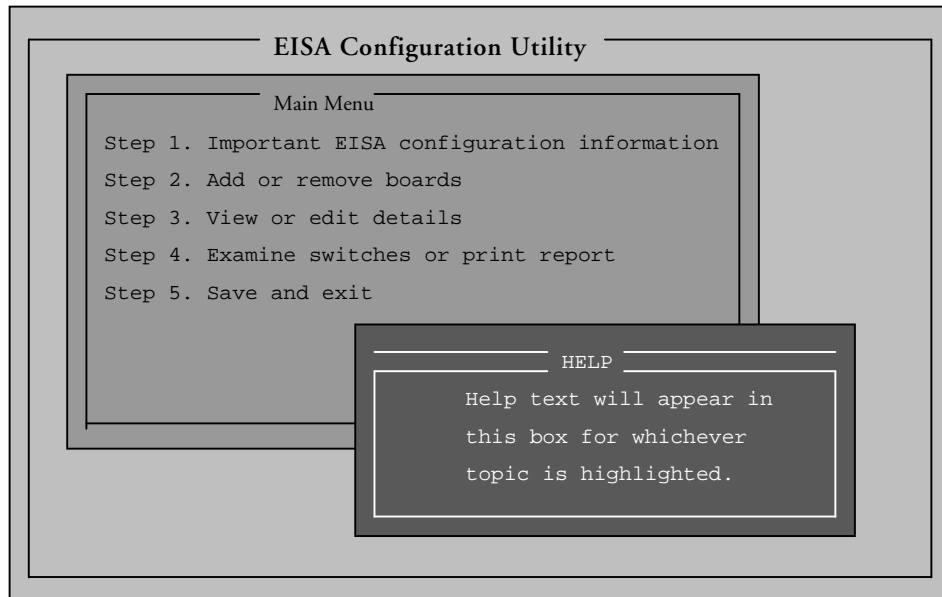 EISA Configuration Utility
Main Menu
Step 1. Important EISA configuration information
Step 2. Add or remove boards
Step 3. View or edit details
Step 4. Examine switches or print report
Step 5. Save and exit
HELP
Help text will appear in
this box for whichever
topic is highlighted.